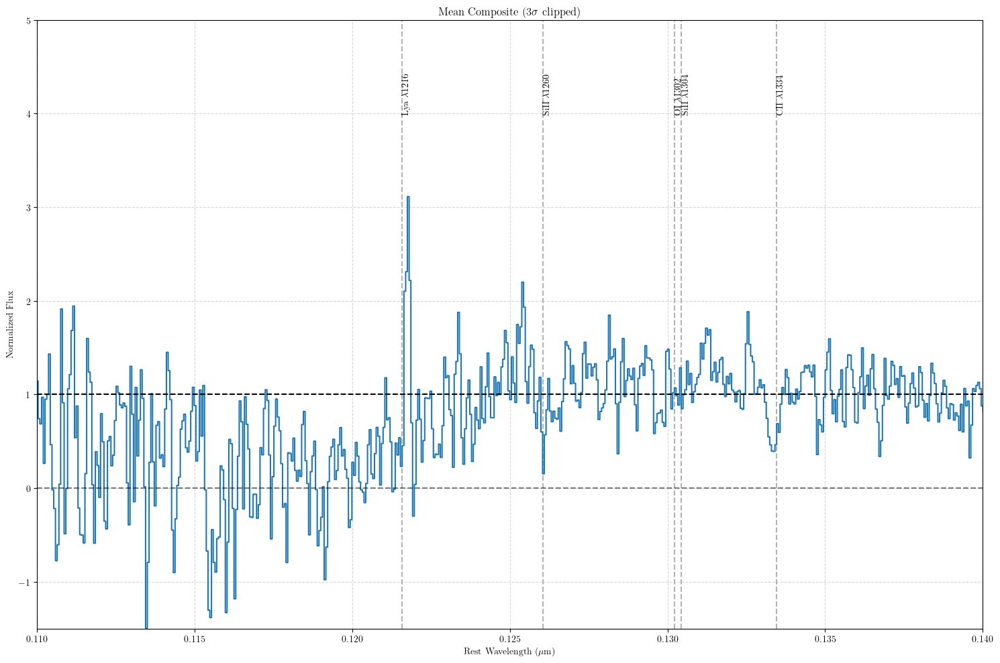 Mean Composite (3σ clipped)
5
4
3
2
1
0
−1
Normalized Flux
Lya λ1216
SiII λ1260
OI λ1302
SiII λ1304
CII λ1334
0.110
0.115
0.120
0.125
0.130
0.135
0.140
Rest Wavelength (μm)